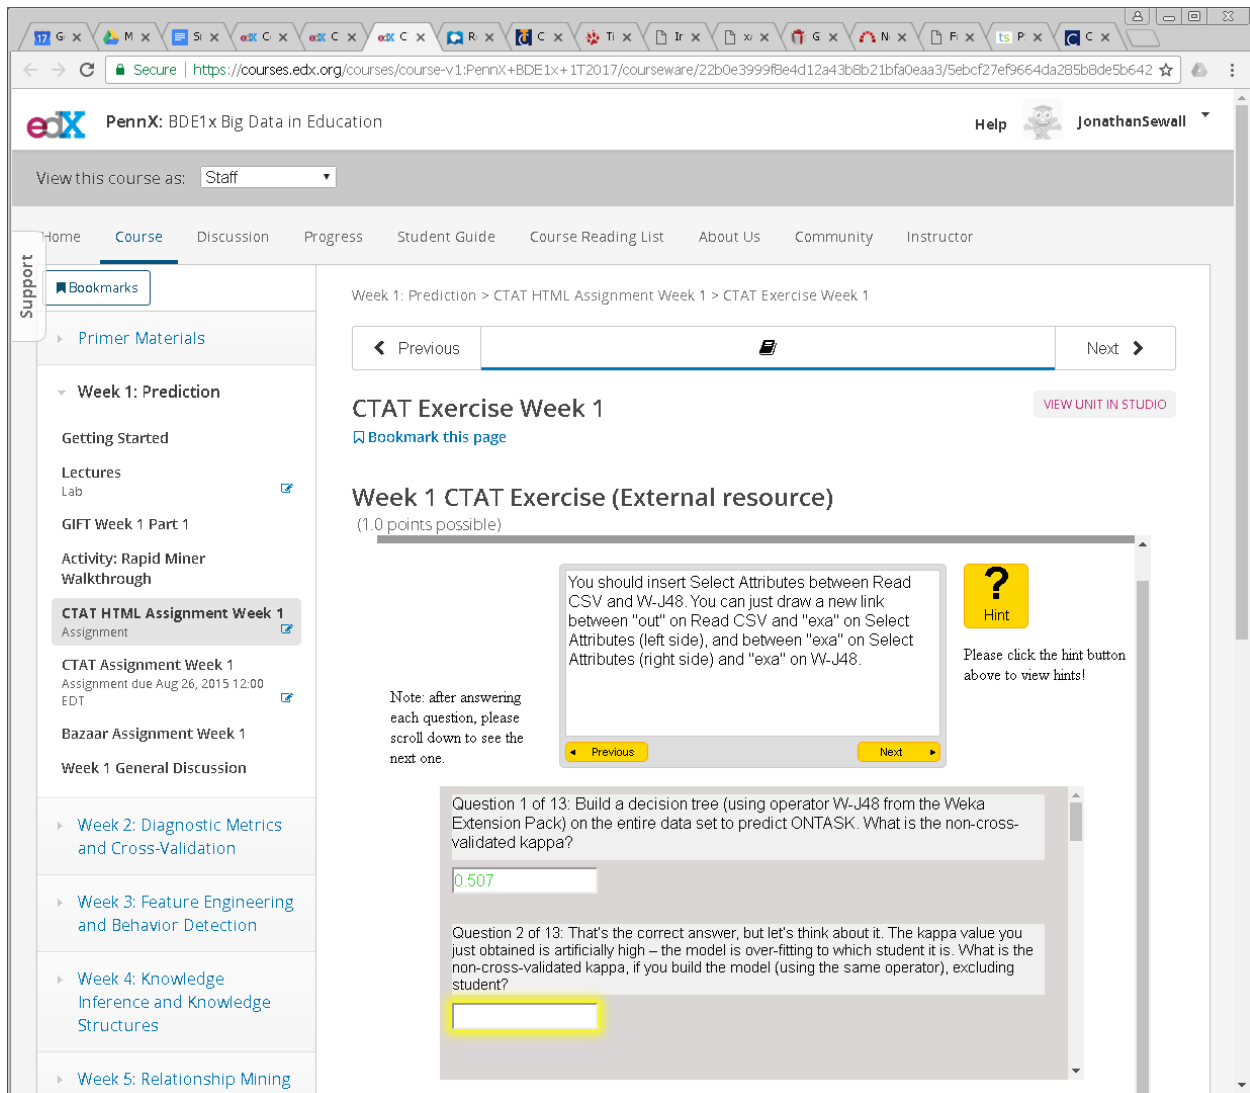 17 G
M
S
edX C
edX C
edX C
R
C
Ti
Ir
x/
G
N
Fi
ts P
C C
Secure | https://courses.edx.org/courses/course-v1:PennX+BDE1x+1T2017/courseware/22b0e3999f8e4d12a43b8b21bfa0eaa3/5ebcf27ef9664da285b8de5b642
edX PennX: BDE1x Big Data in Education
Help JonathanSewall
View this course as: Staff
Home Course Discussion Progress Student Guide Course Reading List About Us Community Instructor
Support
Bookmarks
Primer Materials
Week 1: Prediction
Getting Started
Lectures
Lab
GIFT Week 1 Part 1
Activity: Rapid Miner
Walkthrough
CTAT HTML Assignment Week 1
Assignment
CTAT Assignment Week 1
Assignment due Aug 26, 2015 12:00
EDT
Bazaar Assignment Week 1
Week 1 General Discussion
Week 2: Diagnostic Metrics
and Cross-Validation
Week 3: Feature Engineering
and Behavior Detection
Week 4: Knowledge
Inference and Knowledge
Structures
Week 5: Relationship Mining
Week 1: Prediction > CTAT HTML Assignment Week 1 > CTAT Exercise Week 1
Previous
Next
CTAT Exercise Week 1
VIEW UNIT IN STUDIO
Bookmark this page
Week 1 CTAT Exercise (External resource)
(1.0 points possible)
You should insert Select Attributes between Read
CSV and W-J48. You can just draw a new link
between "out" on Read CSV and "exa" on Select
Attributes (left side), and between "exa" on Select
Attributes (right side) and "exa" on W-J48.
?
Hint
Please click the hint button
above to view hints!
Note: after answering
each question, please
scroll down to see the
next one.
Previous
Next
Question 1 of 13: Build a decision tree (using operator W-J48 from the Weka
Extension Pack) on the entire data set to predict ONTASK. What is the non-cross-
validated kappa?
0.507
Question 2 of 13: That's the correct answer, but let's think about it. The kappa value you
just obtained is artificially high – the model is over-fitting to which student it is. What is the
non-cross-validated kappa, if you build the model (using the same operator), excluding
student?